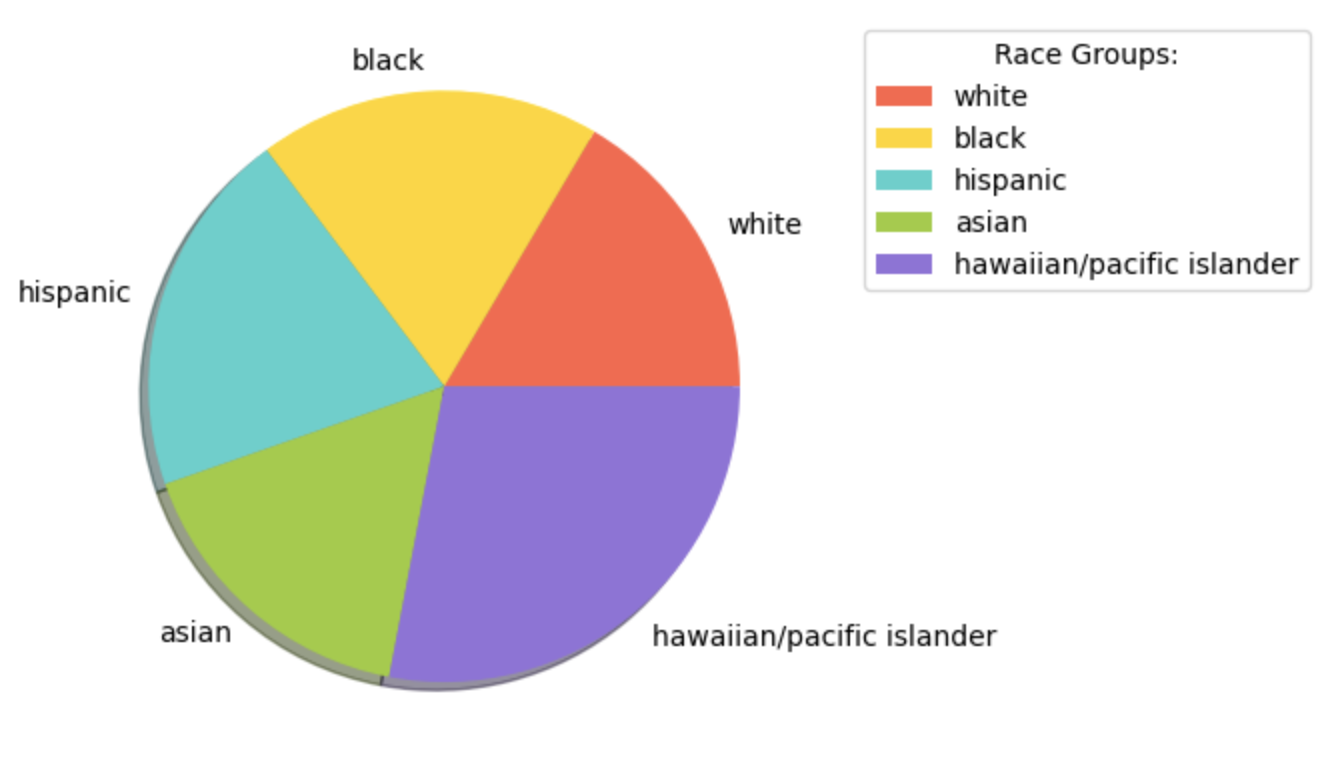 black
white
hispanic
asian
hawaiian/pacific islander
Race Groups:
white
black
hispanic
asian
hawaiian/pacific islander